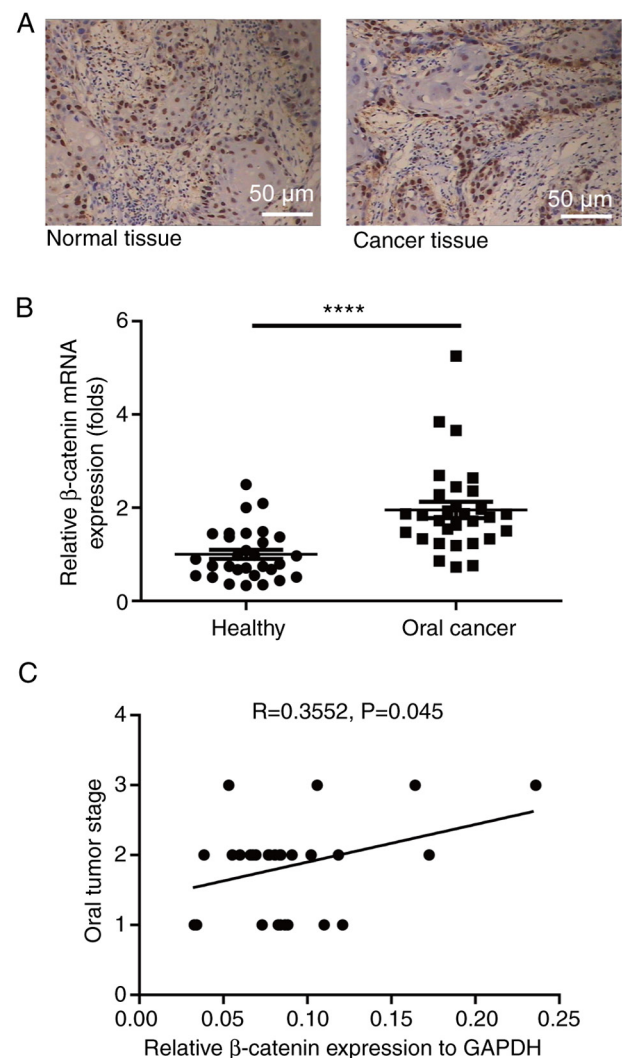 A
50 µm
50 µm
Normal tissue
Cancer tissue
B
****
6
4
2
0
Relative β-catenin mRNA
expression (folds)
Healthy
Oral cancer
C
R=0.3552, P=0.045
4
3
2
1
0
Oral tumor stage
0.00
0.05
0.10
0.15
0.20
0.25
Relative β-catenin expression to GAPDH